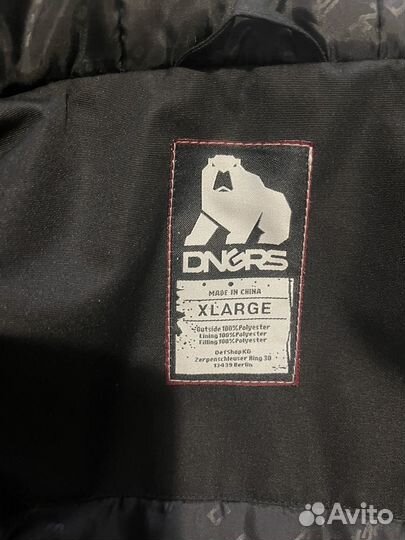 DNGRS
MADE IN CHINA
XLARGE
Outside 100%Polyester
Lining 100%Polyester
Filling 100%Polyester
DefShop KG
Zerpenschleuser Ring 30
13439 Berlin
Avito